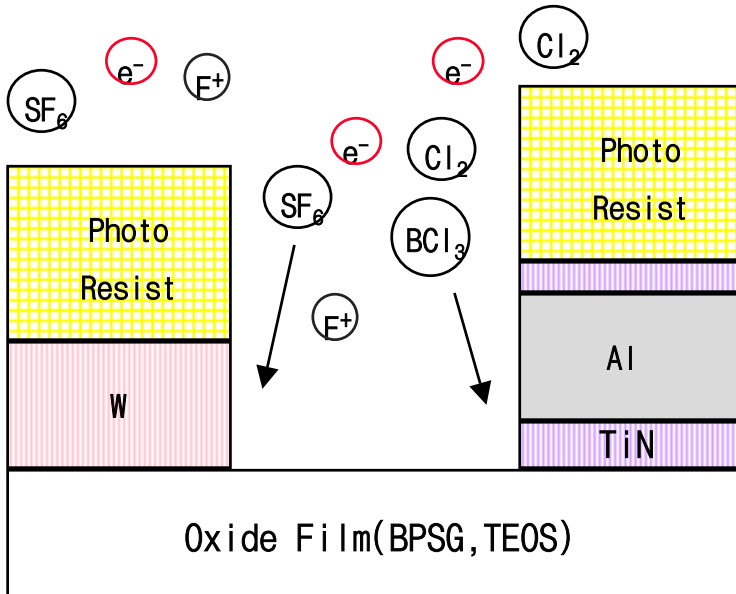 Cl₂
e⁻
e⁻
F⁺
SF₆
e⁻
Cl₂
Photo
Resist
SF₆
Photo
Resist
BCl₃
F⁺
Al
W
TiN
Oxide Film(BPSG,TEOS)